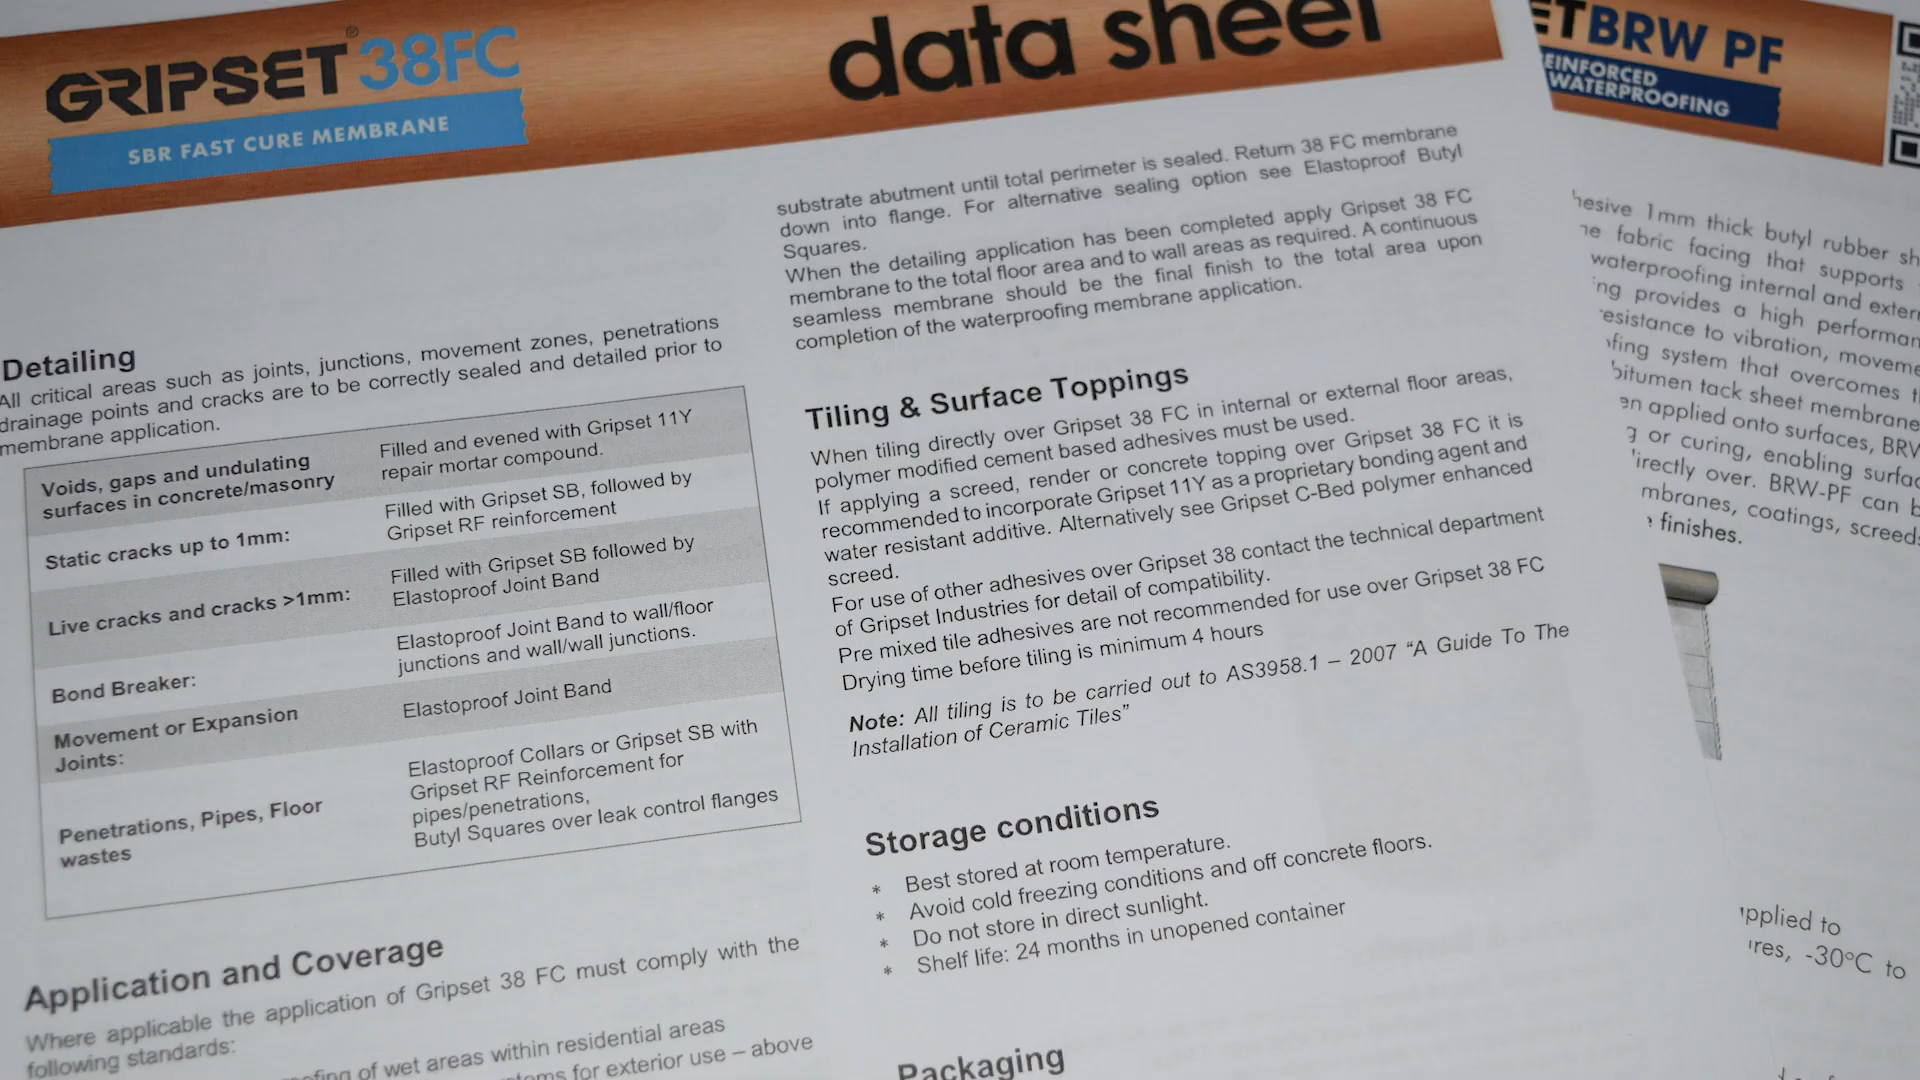 GRIPSET® 38FC
SBR FAST CURE MEMBRANE
data sheet
Detailing
All critical areas such as joints, junctions, movement zones, penetrations
drainage points and cracks are to be correctly sealed and detailed prior to
membrane application.
Voids, gaps and undulating
surfaces in concrete/masonry
Filled and evened with Gripset 11Y
repair mortar compound.
Static cracks up to 1mm:
Filled with Gripset SB, followed by
Gripset RF reinforcement
Live cracks and cracks >1mm:
Filled with Gripset SB followed by
Elastoproof Joint Band
Bond Breaker:
Elastoproof Joint Band to wall/floor
junctions and wall/wall junctions.
Movement or Expansion
Joints:
Elastoproof Joint Band
Penetrations, Pipes, Floor
wastes
Elastoproof Collars or Gripset SB with
Gripset RF Reinforcement for
pipes/penetrations,
Butyl Squares over leak control flanges
Application and Coverage
Where applicable the application of Gripset 38 FC must comply with the
following standards:
of wet areas within residential areas
for exterior use – above
substrate abutment until total perimeter is sealed. Return 38 FC membrane
down into flange. For alternative sealing option see Elastoproof Butyl
Squares.
When the detailing application has been completed apply Gripset 38 FC
membrane to the total floor area and to wall areas as required. A continuous
seamless membrane should be the final finish to the total area upon
completion of the waterproofing membrane application.
Tiling & Surface Toppings
When tiling directly over Gripset 38 FC in internal or external floor areas,
polymer modified cement based adhesives must be used.
If applying a screed, render or concrete topping over Gripset 38 FC it is
recommended to incorporate Gripset 11Y as a proprietary bonding agent and
water resistant additive. Alternatively see Gripset C-Bed polymer enhanced
screed.
For use of other adhesives over Gripset 38 contact the technical department
of Gripset Industries for detail of compatibility.
Pre mixed tile adhesives are not recommended for use over Gripset 38 FC
Drying time before tiling is minimum 4 hours
Note: All tiling is to be carried out to AS3958.1 – 2007 “A Guide To The
Installation of Ceramic Tiles”
Storage conditions
* Best stored at room temperature.
* Avoid cold freezing conditions and off concrete floors.
* Do not store in direct sunlight.
* Shelf life: 24 months in unopened container
Packaging
ETBRW PF
EINFORCED
WATERPROOFING
1mm thick butyl rubber
fabric facing that supports
waterproofing internal and
provides a high
to vibration,
system that overcomes
bitumen tack sheet
applied onto surfaces,
or curing, enabling
over. BRW-PF can
coatings,
finishes.
to
-30°C to